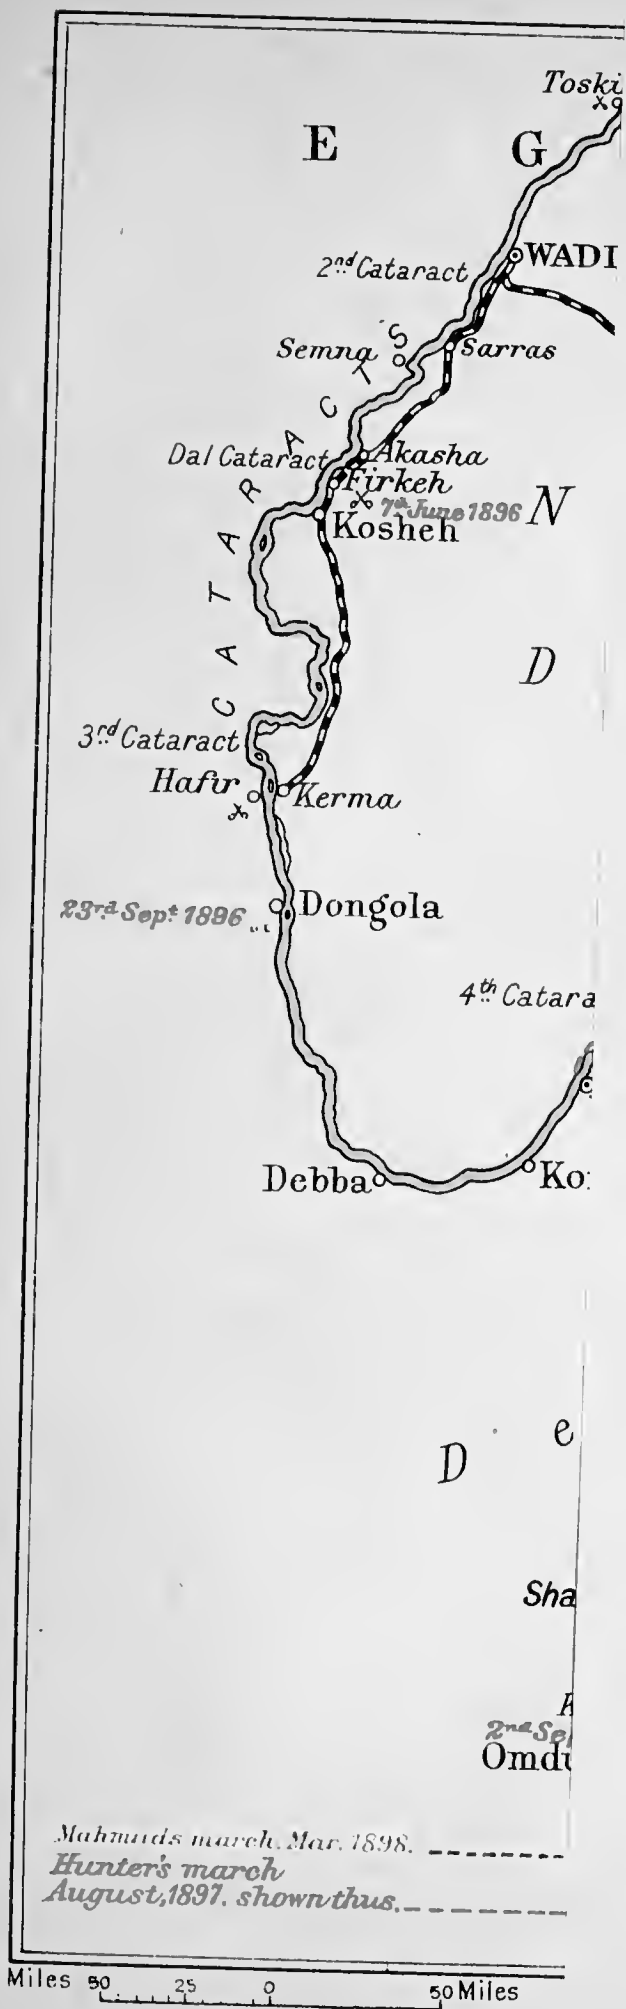 Toski
E G
WADI
2nd Cataract
Semna
Sarras
CATARACTS
Dal Cataract
Akasha
Firkeh
7th June 1896
N
Kosheh
D
3rd Cataract
Hafir
Kerma
23rd Sept 1896
Dongola
4th Catara
Debba
Ko
D e
Sha
2nd Se
Omdu
Mahmuds march. Mar. 1898.
Hunter's march
August, 1897. shown thus.
Miles 50 25 0 50 Miles